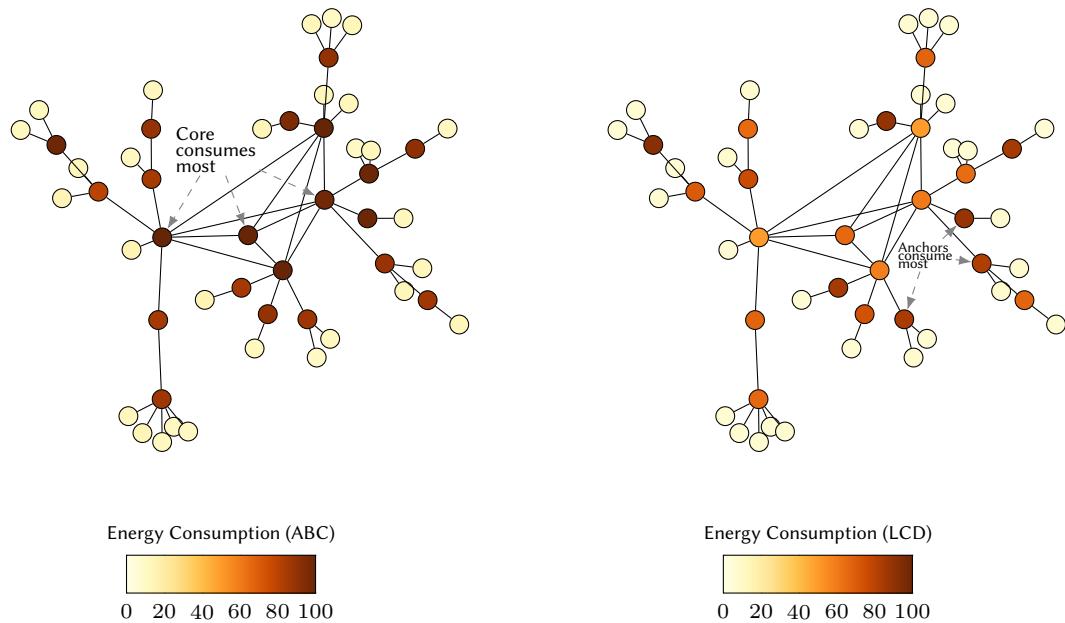 Core
consumes
most
Anchors
consume
most
Energy Consumption (ABC)
0 20 40 60 80 100
Energy Consumption (LCD)
0 20 40 60 80 100